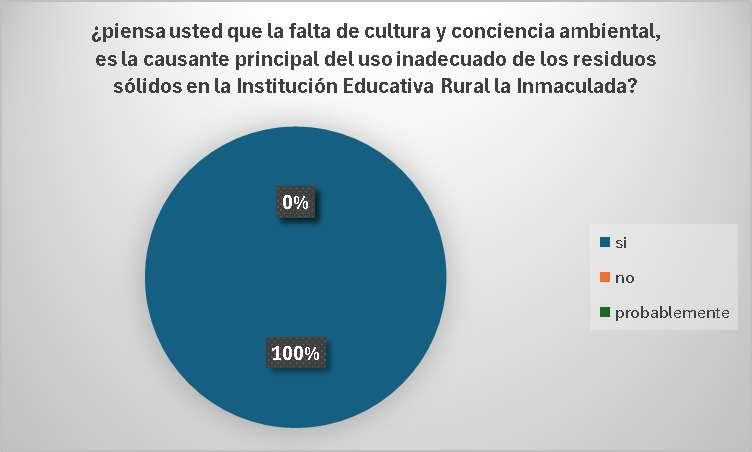 ¿piensa usted que la falta de cultura y conciencia ambiental,
es la causante principal del uso inadecuado de los residuos
sólidos en la Institución Educativa Rural la Inmaculada?
0%
100%
si
no
probablemente